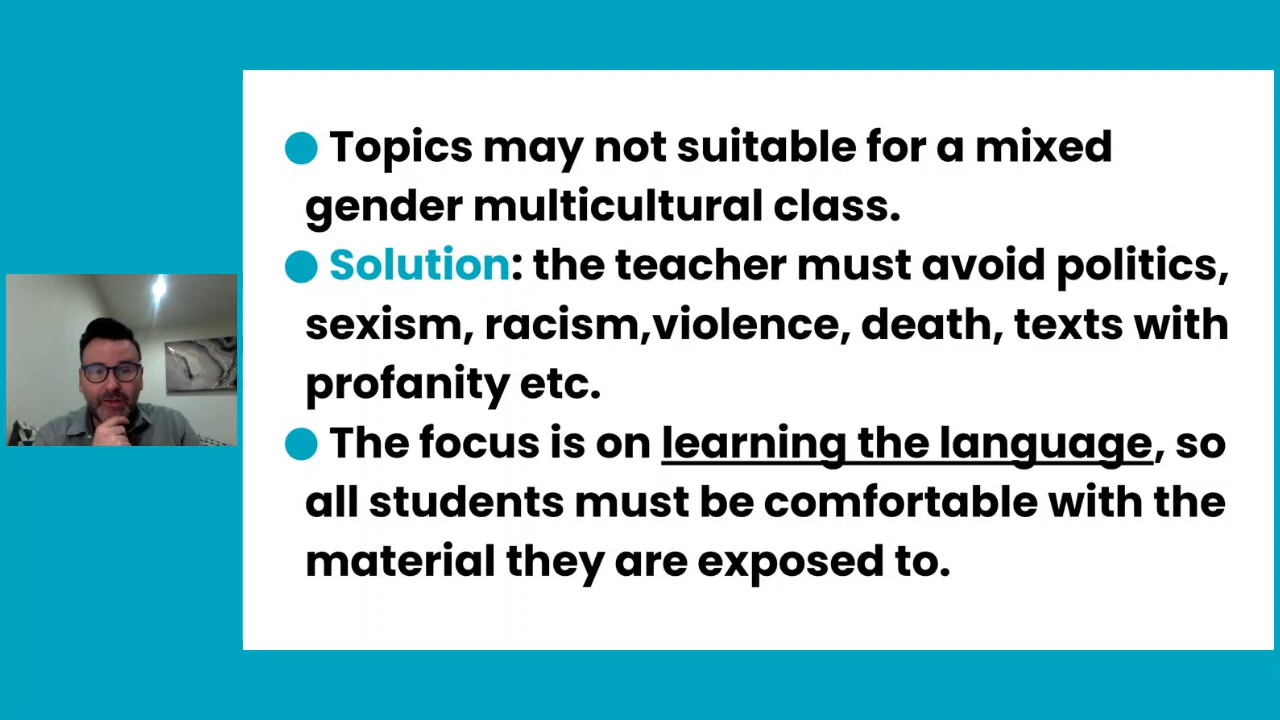 Topics may not suitable for a mixed
gender multicultural class.
Solution: the teacher must avoid politics,
sexism, racism,violence, death, texts with
profanity etc.
The focus is on learning the language, so
all students must be comfortable with the
material they are exposed to.